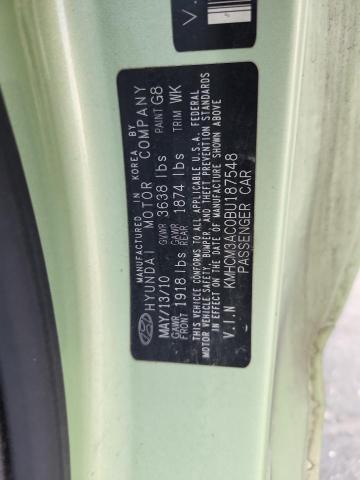 V.
MANUFACTURED IN KOREA BY
HYUNDAI MOTOR COMPANY
MAY/13/10 GVWR 3638 lbs PAINT G8
GAWR FRONT 1918 lbs GAWR REAR 1874 lbs TRIM WK
THIS VEHICLE CONFORMS TO ALL APPLICABLE U.S.A. FEDERAL
MOTOR VEHICLE SAFETY, BUMPER AND THEFT PREVENTION STANDARDS
IN EFFECT ON THE DATE OF MANUFACTURE SHOWN ABOVE
V.I.N KMHCM3AC0BU187548
PASSENGER CAR